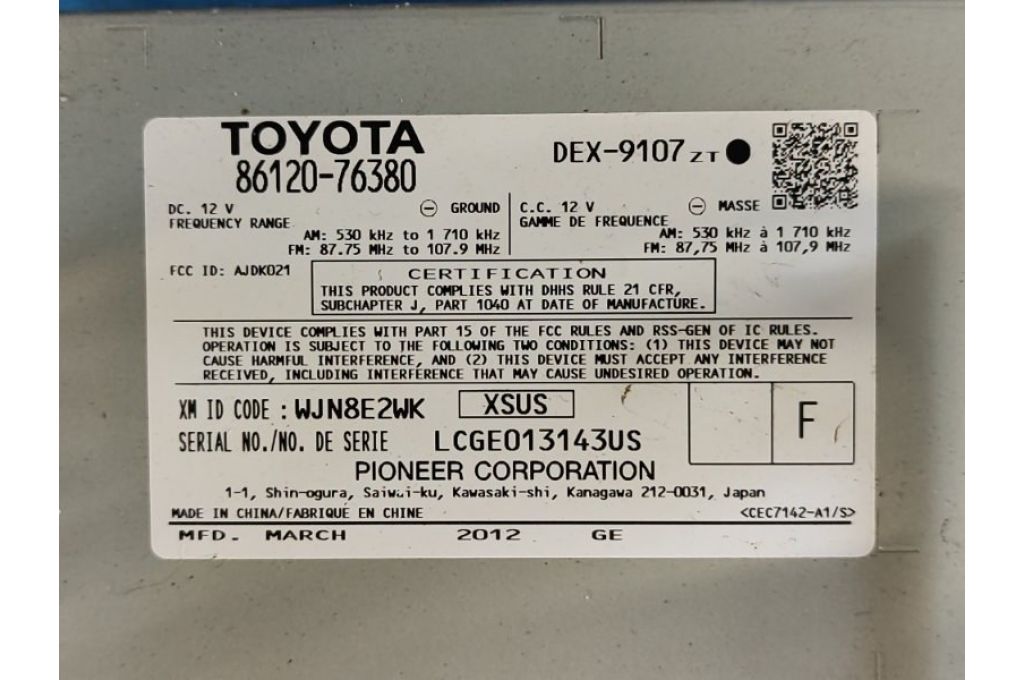 TOYOTA
86120-76380
DEX-9107 ZT
DC. 12 V GROUND
FREQUENCY RANGE
AM: 530 kHz to 1 710 kHz
FM: 87.75 MHz to 107.9 MHz
C.C. 12 V MASSE
GAMME DE FREQUENCE
AM: 530 kHz à 1 710 kHz
FM: 87,75 MHz à 107,9 MHz
FCC ID: AJDK021
CERTIFICATION
THIS PRODUCT COMPLIES WITH DHHS RULE 21 CFR,
SUBCHAPTER J, PART 1040 AT DATE OF MANUFACTURE.
THIS DEVICE COMPLIES WITH PART 15 OF THE FCC RULES AND RSS-GEN OF IC RULES.
OPERATION IS SUBJECT TO THE FOLLOWING TWO CONDITIONS: (1) THIS DEVICE MAY NOT
CAUSE HARMFUL INTERFERENCE, AND (2) THIS DEVICE MUST ACCEPT ANY INTERFERENCE
RECEIVED, INCLUDING INTERFERENCE THAT MAY CAUSE UNDESIRED OPERATION.
XM ID CODE : WJN8E2WK XSUS
F
SERIAL NO./NO. DE SERIE LCGE013143US
PIONEER CORPORATION
1-1, Shin-ogura, Saiwai-ku, Kawasaki-shi, Kanagawa 212-0031, Japan
MADE IN CHINA/FABRIQUÉ EN CHINE <CEC7142-A1/S>
MFD. MARCH 2012 GE